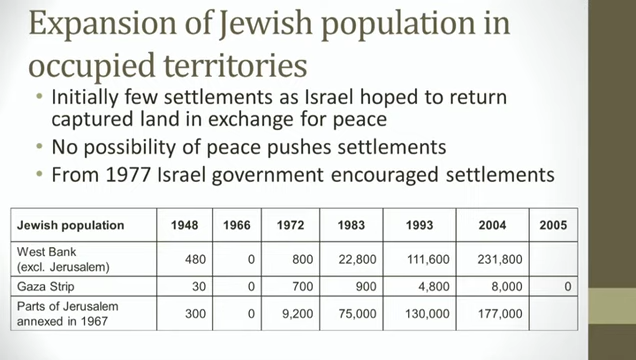 Expansion of Jewish population in
occupied territories
• Initially few settlements as Israel hoped to return
captured land in exchange for peace
• No possibility of peace pushes settlements
• From 1977 Israel government encouraged settlements
Jewish population 1948 1966 1972 1983 1993 2004 2005
West Bank
(excl. Jerusalem) 480 0 800 22,800 111,600 231,800
Gaza Strip 30 0 700 900 4,800 8,000 0
Parts of Jerusalem
annexed in 1967 300 0 9,200 75,000 130,000 177,000